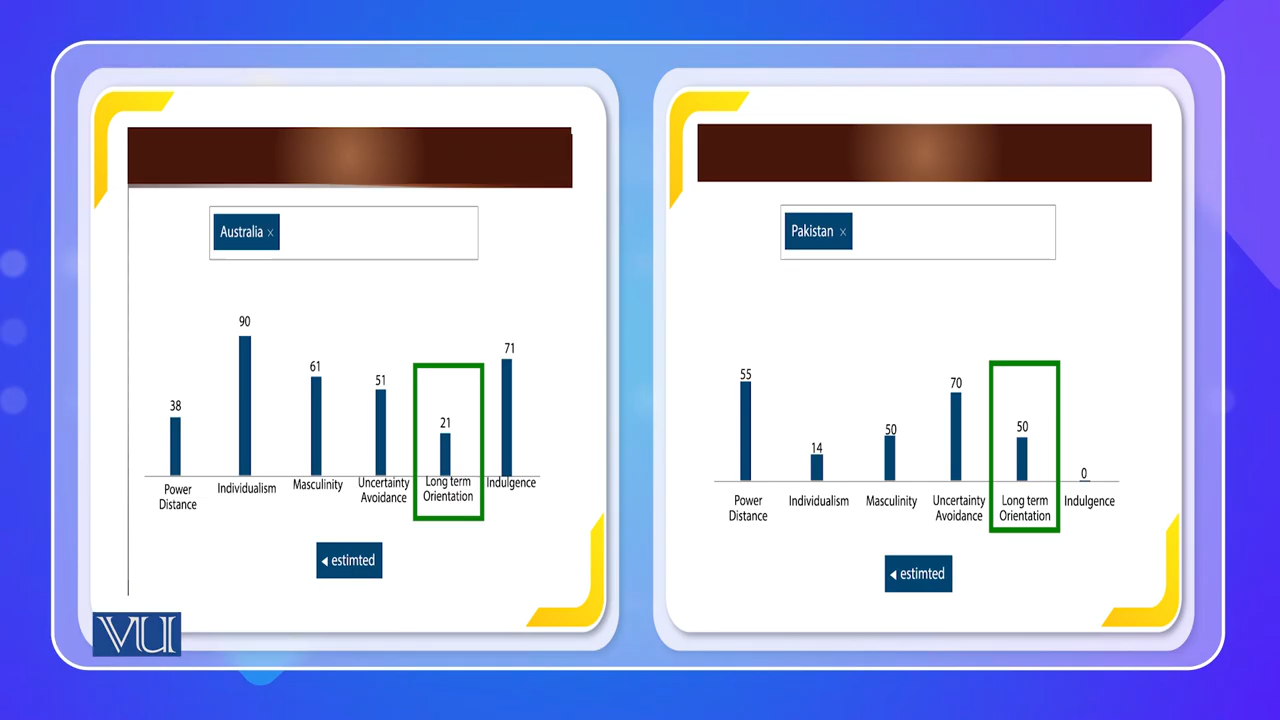 Australia ×
90
71
61
51
38
21
Power
Distance
Individualism
Masculinity
Uncertainty
Avoidance
Long term
Orientation
Indulgence
estimted
VU
Pakistan ×
55
14
50
70
50
0
Power
Distance
Individualism
Masculinity
Uncertainty
Avoidance
Long term
Orientation
Indulgence
estimted